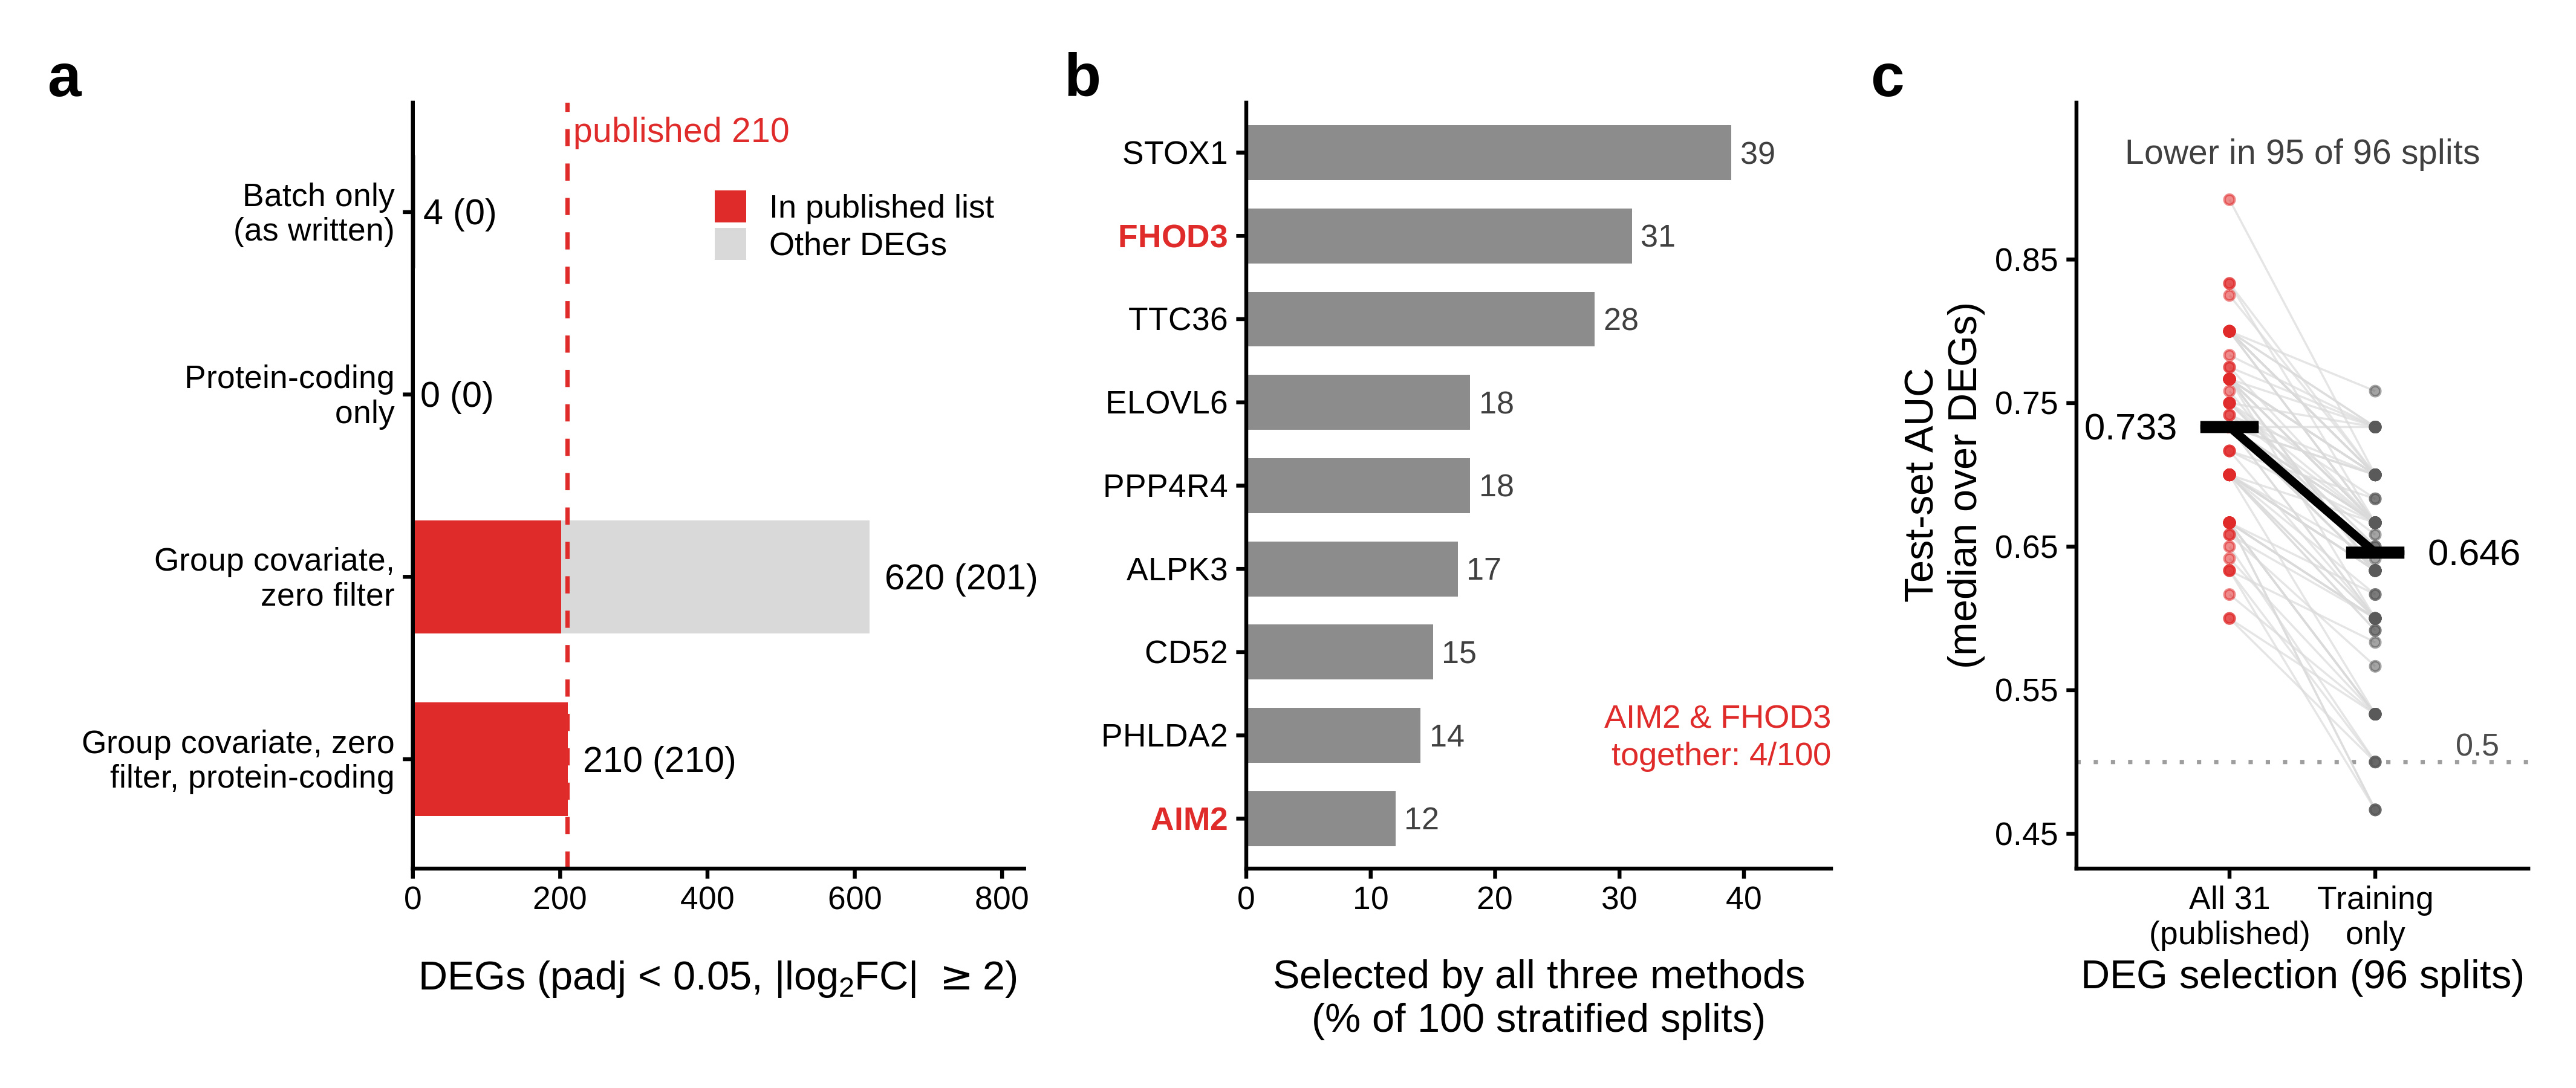 a
published 210
In published list
Other DEGs
Batch only
(as written)
4 (0)
Protein-coding
only
0 (0)
Group covariate,
zero filter
620 (201)
Group covariate, zero
filter, protein-coding
210 (210)
0 200 400 600 800
DEGs (padj < 0.05, |log₂FC| ≥ 2)
b
STOX1 39
FHOD3 31
TTC36 28
ELOVL6 18
PPP4R4 18
ALPK3 17
CD52 15
PHLDA2 14
AIM2 12
AIM2 & FHOD3
together: 4/100
0 10 20 30 40
Selected by all three methods
(% of 100 stratified splits)
c
Lower in 95 of 96 splits
Test-set AUC
(median over DEGs)
0.85
0.75
0.65
0.55
0.45
0.733
0.646
0.5
All 31
(published)
Training
only
DEG selection (96 splits)